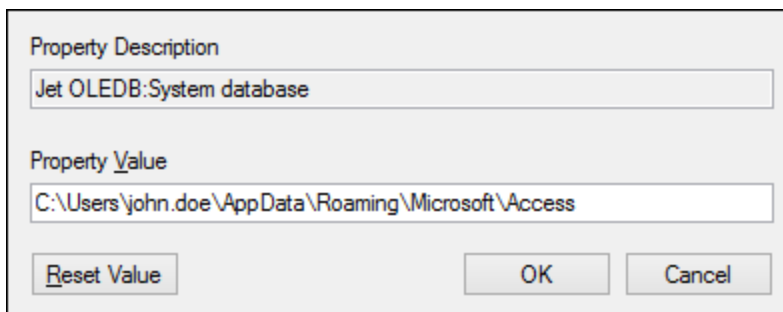 Property Description
Jet OLEDB:System database
Property Value
C:\Users\john.doe\AppData\Roaming\Microsoft\Access
Reset Value OK Cancel